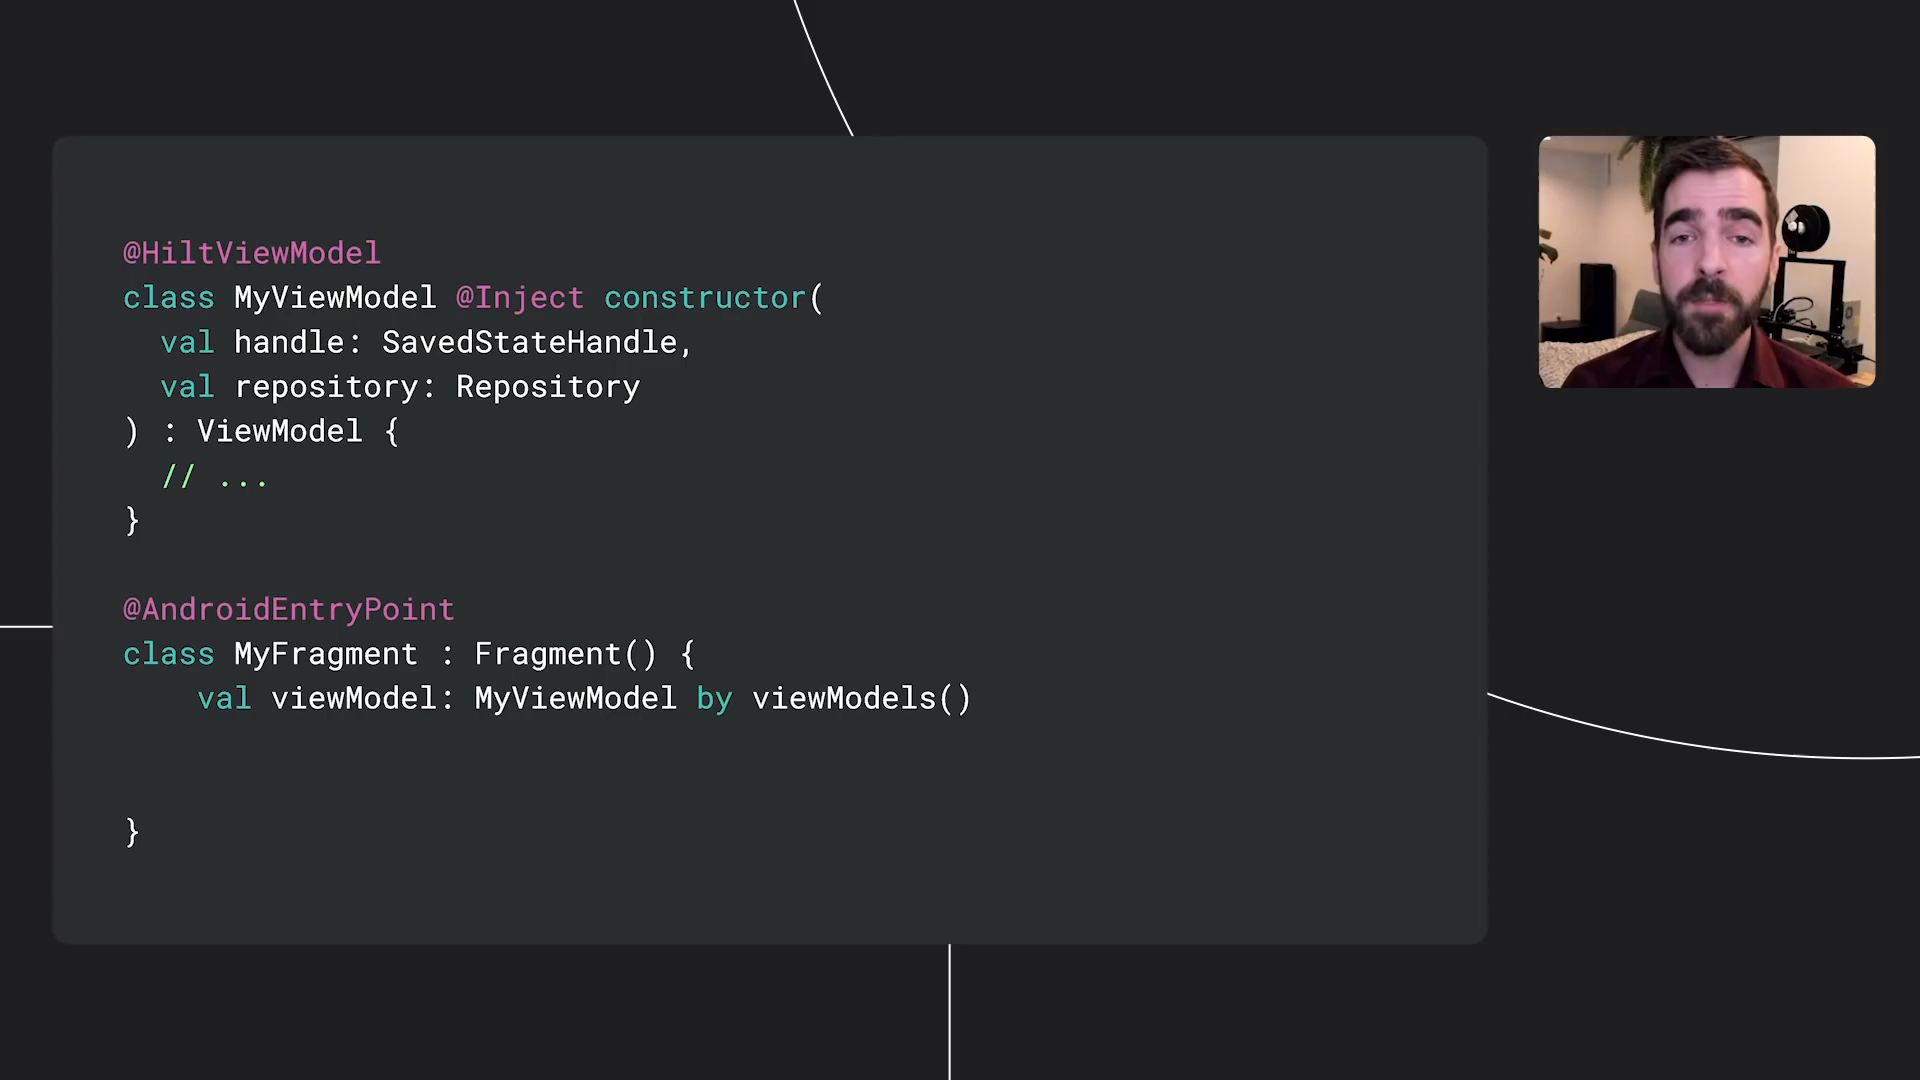 @HiltViewModel
class MyViewModel @Inject constructor(
  val handle: SavedStateHandle,
  val repository: Repository
) : ViewModel {
  // ...
}
@AndroidEntryPoint
class MyFragment : Fragment() {
    val viewModel: MyViewModel by viewModels()
}